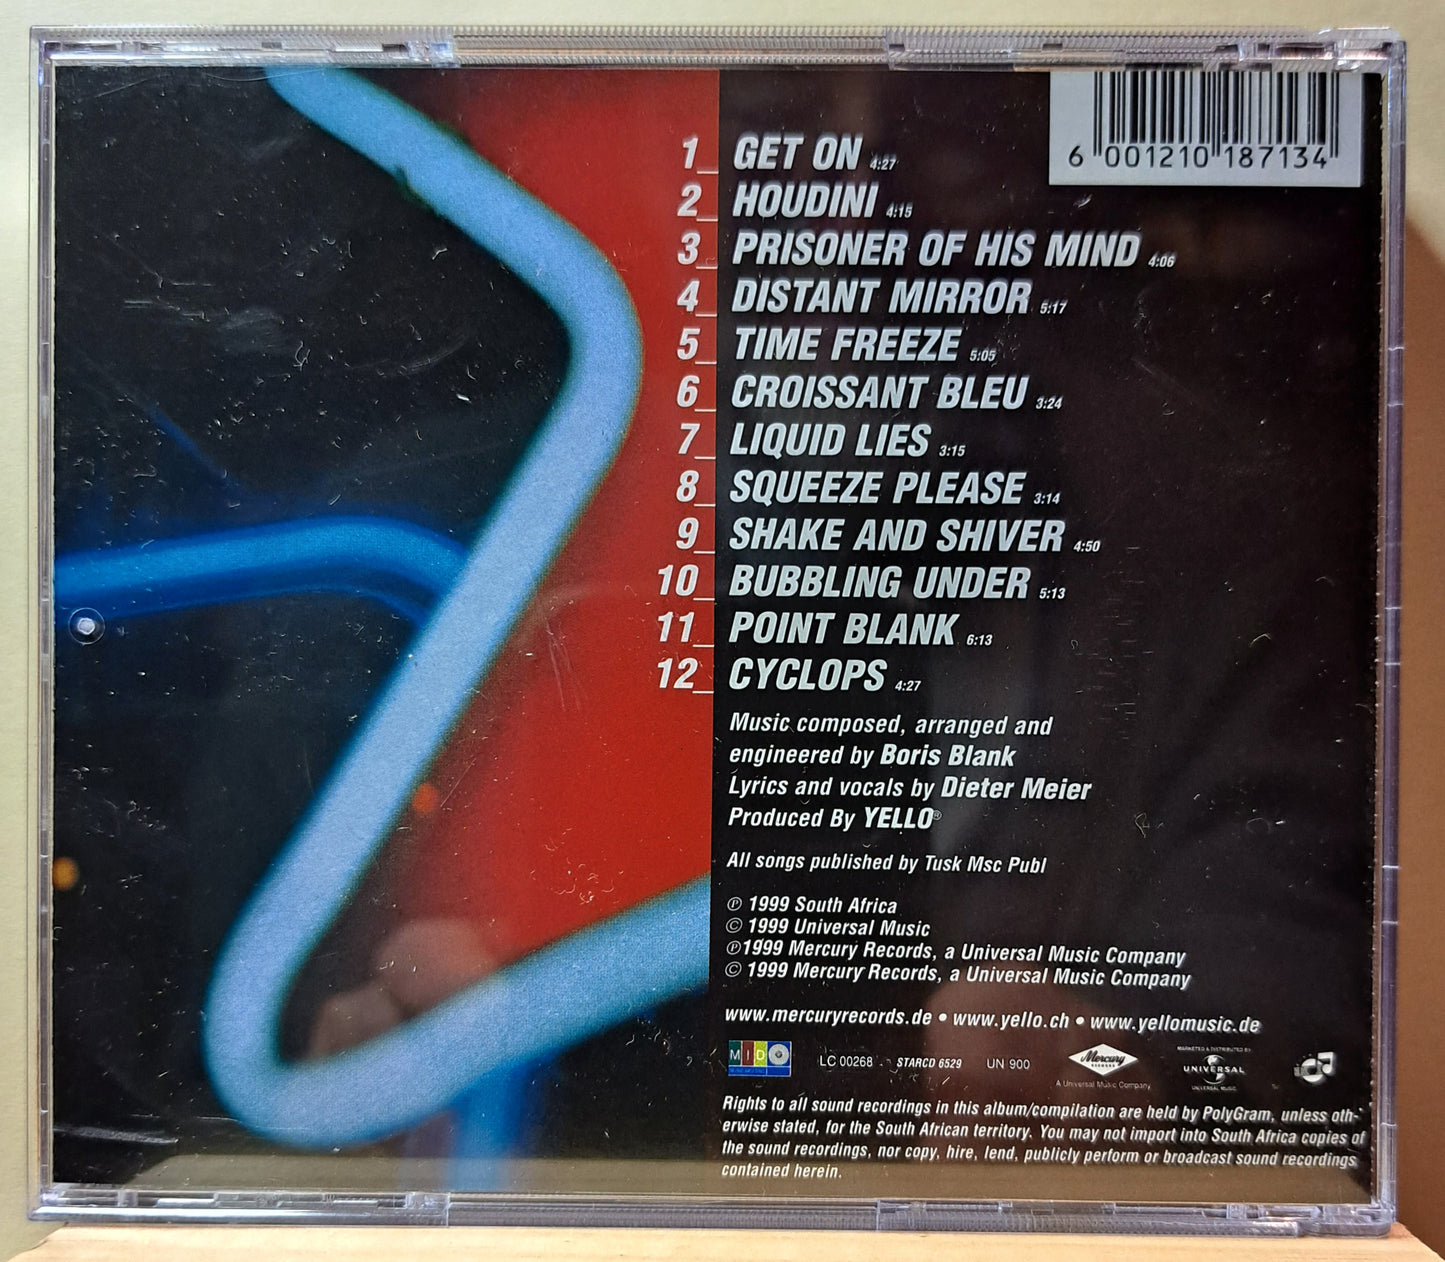 6 001210 187134
1_ GET ON 4:27
2_ HOUDINI 4:15
3_ PRISONER OF HIS MIND 4:06
4_ DISTANT MIRROR 5:17
5_ TIME FREEZE 5:05
6_ CROISSANT BLEU 3:24
7_ LIQUID LIES 3:15
8_ SQUEEZE PLEASE 3:14
9_ SHAKE AND SHIVER 4:50
10_ BUBBLING UNDER 5:13
11_ POINT BLANK 6:13
12_ CYCLOPS 4:27
Music composed, arranged and
engineered by Boris Blank
Lyrics and vocals by Dieter Meier
Produced By YELLO®
All songs published by Tusk Msc Publ
℗ 1999 South Africa
© 1999 Universal Music
℗1999 Mercury Records, a Universal Music Company
© 1999 Mercury Records, a Universal Music Company
www.mercuryrecords.de • www.yello.ch • www.yellomusic.de
MID
LC 00268
STARCD 6529
UN 900
Mercury
RECORDS
A Universal Music Company
MARKETED & DISTRIBUTED BY
UNIVERSAL
UNIVERSAL MUSIC
Rights to all sound recordings in this album/compilation are held by PolyGram, unless oth-
erwise stated, for the South African territory. You may not import into South Africa copies of
the sound recordings, nor copy, hire, lend, publicly perform or broadcast sound recordings
contained herein.